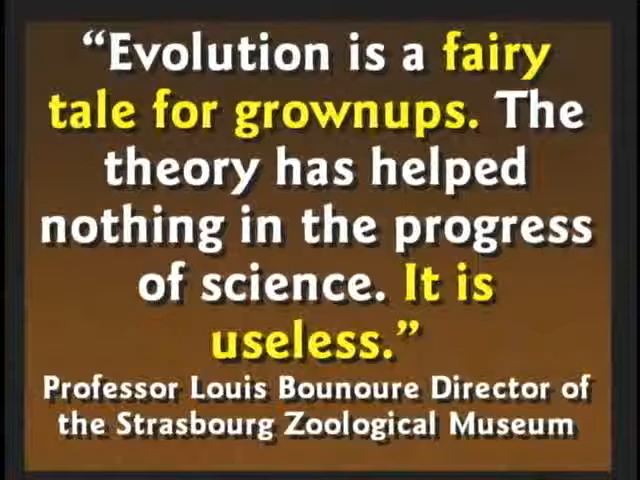 “Evolution is a fairy
tale for grownups. The
theory has helped
nothing in the progress
of science. It is
useless.”
Professor Louis Bounoure Director of
the Strasbourg Zoological Museum